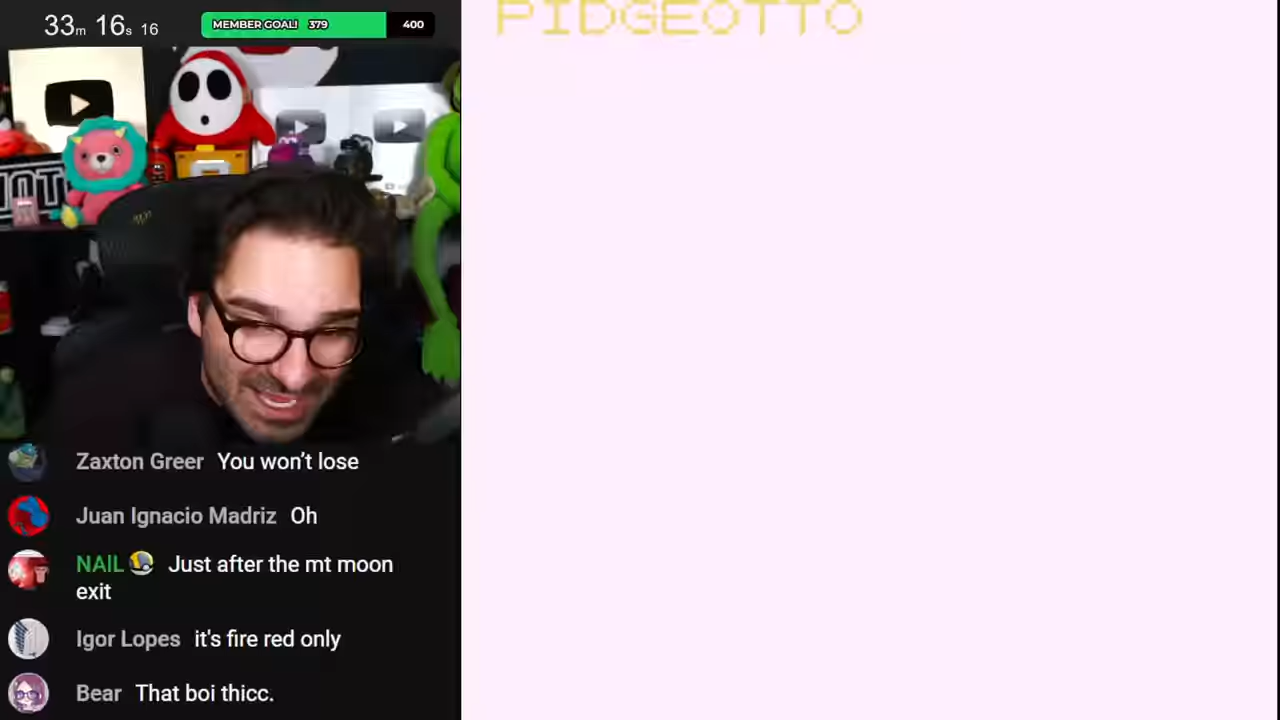 33m 16s 16
MEMBER GOAL! 379 400
PIDGEOTTO
Zaxton Greer You won’t lose
Juan Ignacio Madriz Oh
NAIL Just after the mt moon
exit
Igor Lopes it's fire red only
Bear That boi thicc.